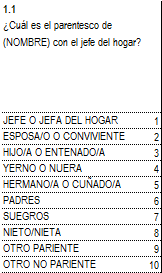 1.1
¿Cuál es el parentesco de
(NOMBRE) con el jefe del hogar?
JEFE O JEFA DEL HOGAR 1
ESPOSA/O O CONVIVIENTE 2
HIJO/A O ENTENADO/A 3
YERNO O NUERA 4
HERMANO/A O CUÑADO/A 5
PADRES 6
SUEGROS 7
NIETO/NIETA 8
OTRO PARIENTE 9
OTRO NO PARIENTE 10